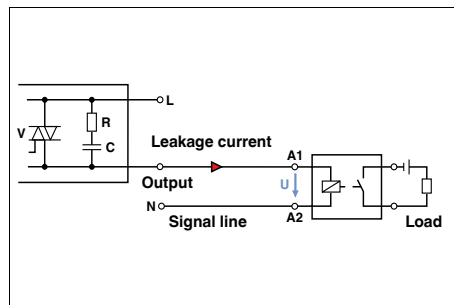 L
V
R
C
Leakage current
A1
Output
U
N
Signal line
A2
Load